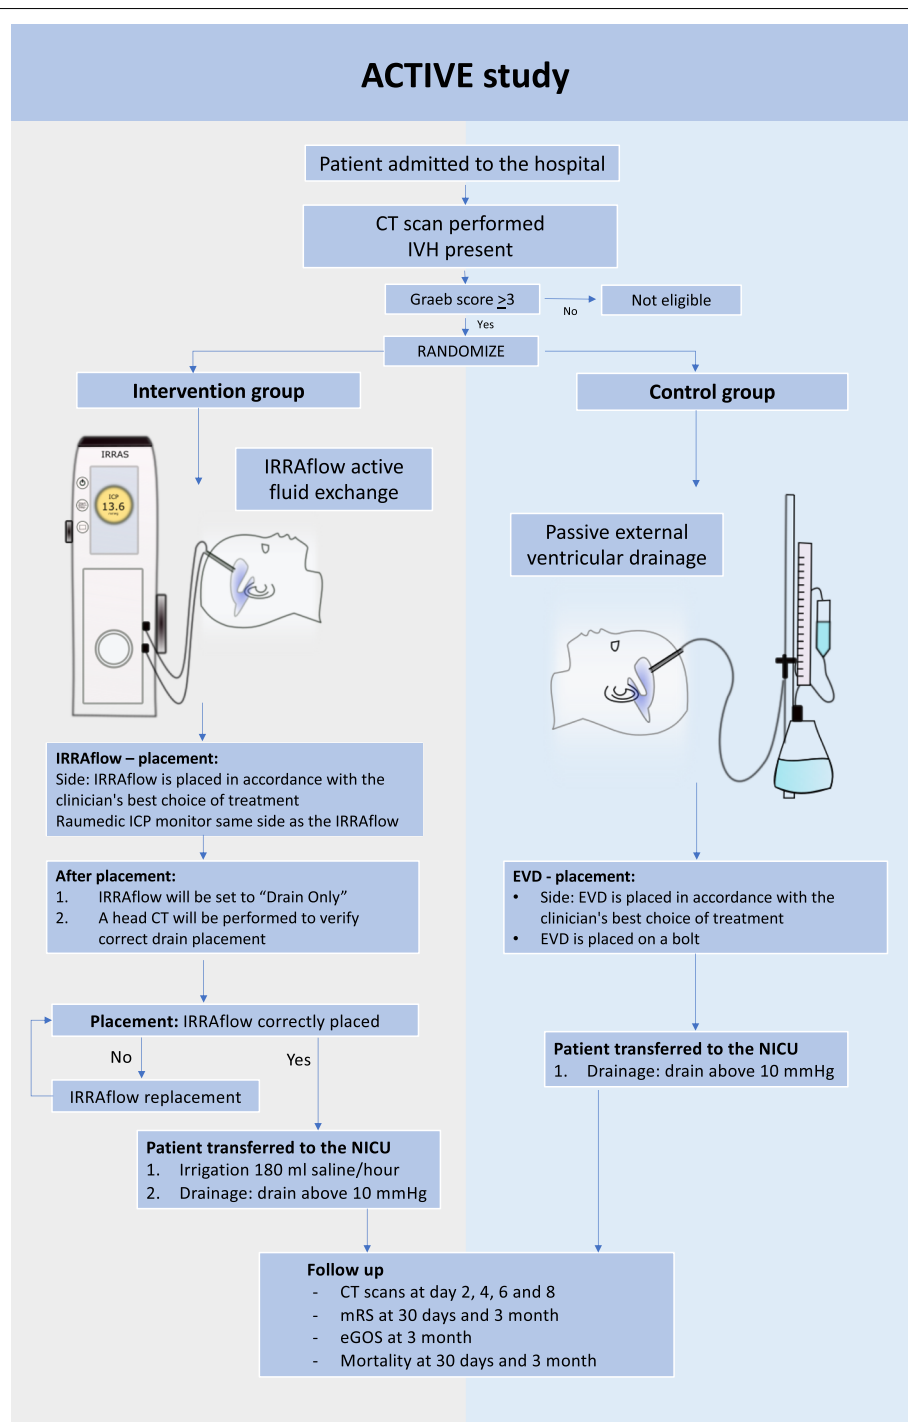 ACTIVE study
Patient admitted to the hospital
CT scan performed
IVH present
Graeb score ≥3
No
Not eligible
Yes
RANDOMIZE
Intervention group
Control group
IRRAS
ICP
13.6
IRRAflow active
fluid exchange
Passive external
ventricular drainage
IRRAflow – placement:
Side: IRRAflow is placed in accordance with the
clinician's best choice of treatment
Raumedic ICP monitor same side as the IRRAflow
After placement:
1. IRRAflow will be set to “Drain Only”
2. A head CT will be performed to verify
correct drain placement
EVD - placement:
• Side: EVD is placed in accordance with the
clinician's best choice of treatment
• EVD is placed on a bolt
Placement: IRRAflow correctly placed
No
Yes
IRRAflow replacement
Patient transferred to the NICU
1. Drainage: drain above 10 mmHg
Patient transferred to the NICU
1. Irrigation 180 ml saline/hour
2. Drainage: drain above 10 mmHg
Follow up
- CT scans at day 2, 4, 6 and 8
- mRS at 30 days and 3 month
- eGOS at 3 month
- Mortality at 30 days and 3 month